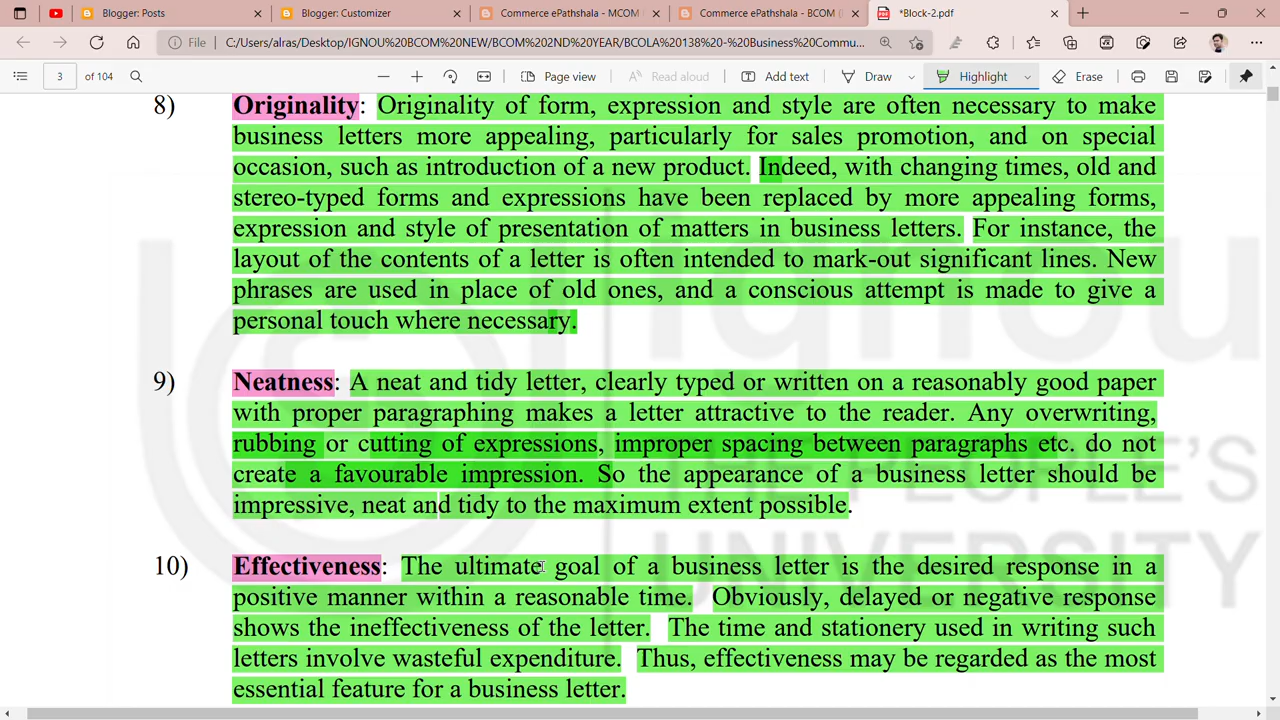 Blogger: Posts
Blogger: Customizer
Commerce ePathshala - MCOM
Commerce ePathshala - BCOM (
*Block-2.pdf
File C:/Users/alras/Desktop/IGNOU%20BCOM%20NEW/BCOM%202ND%20YEAR/BCOLA%20138%20-%20Business%20Commu...
3 of 104
Page view
Read aloud
Add text
Draw
Highlight
Erase
8) Originality: Originality of form, expression and style are often necessary to make
business letters more appealing, particularly for sales promotion, and on special
occasion, such as introduction of a new product. Indeed, with changing times, old and
stereo-typed forms and expressions have been replaced by more appealing forms,
expression and style of presentation of matters in business letters. For instance, the
layout of the contents of a letter is often intended to mark-out significant lines. New
phrases are used in place of old ones, and a conscious attempt is made to give a
personal touch where necessary.
9) Neatness: A neat and tidy letter, clearly typed or written on a reasonably good paper
with proper paragraphing makes a letter attractive to the reader. Any overwriting,
rubbing or cutting of expressions, improper spacing between paragraphs etc. do not
create a favourable impression. So the appearance of a business letter should be
impressive, neat and tidy to the maximum extent possible.
10) Effectiveness: The ultimate goal of a business letter is the desired response in a
positive manner within a reasonable time. Obviously, delayed or negative response
shows the ineffectiveness of the letter. The time and stationery used in writing such
letters involve wasteful expenditure. Thus, effectiveness may be regarded as the most
essential feature for a business letter.
ignou
THE PEOPLE'S
UNIVERSITY